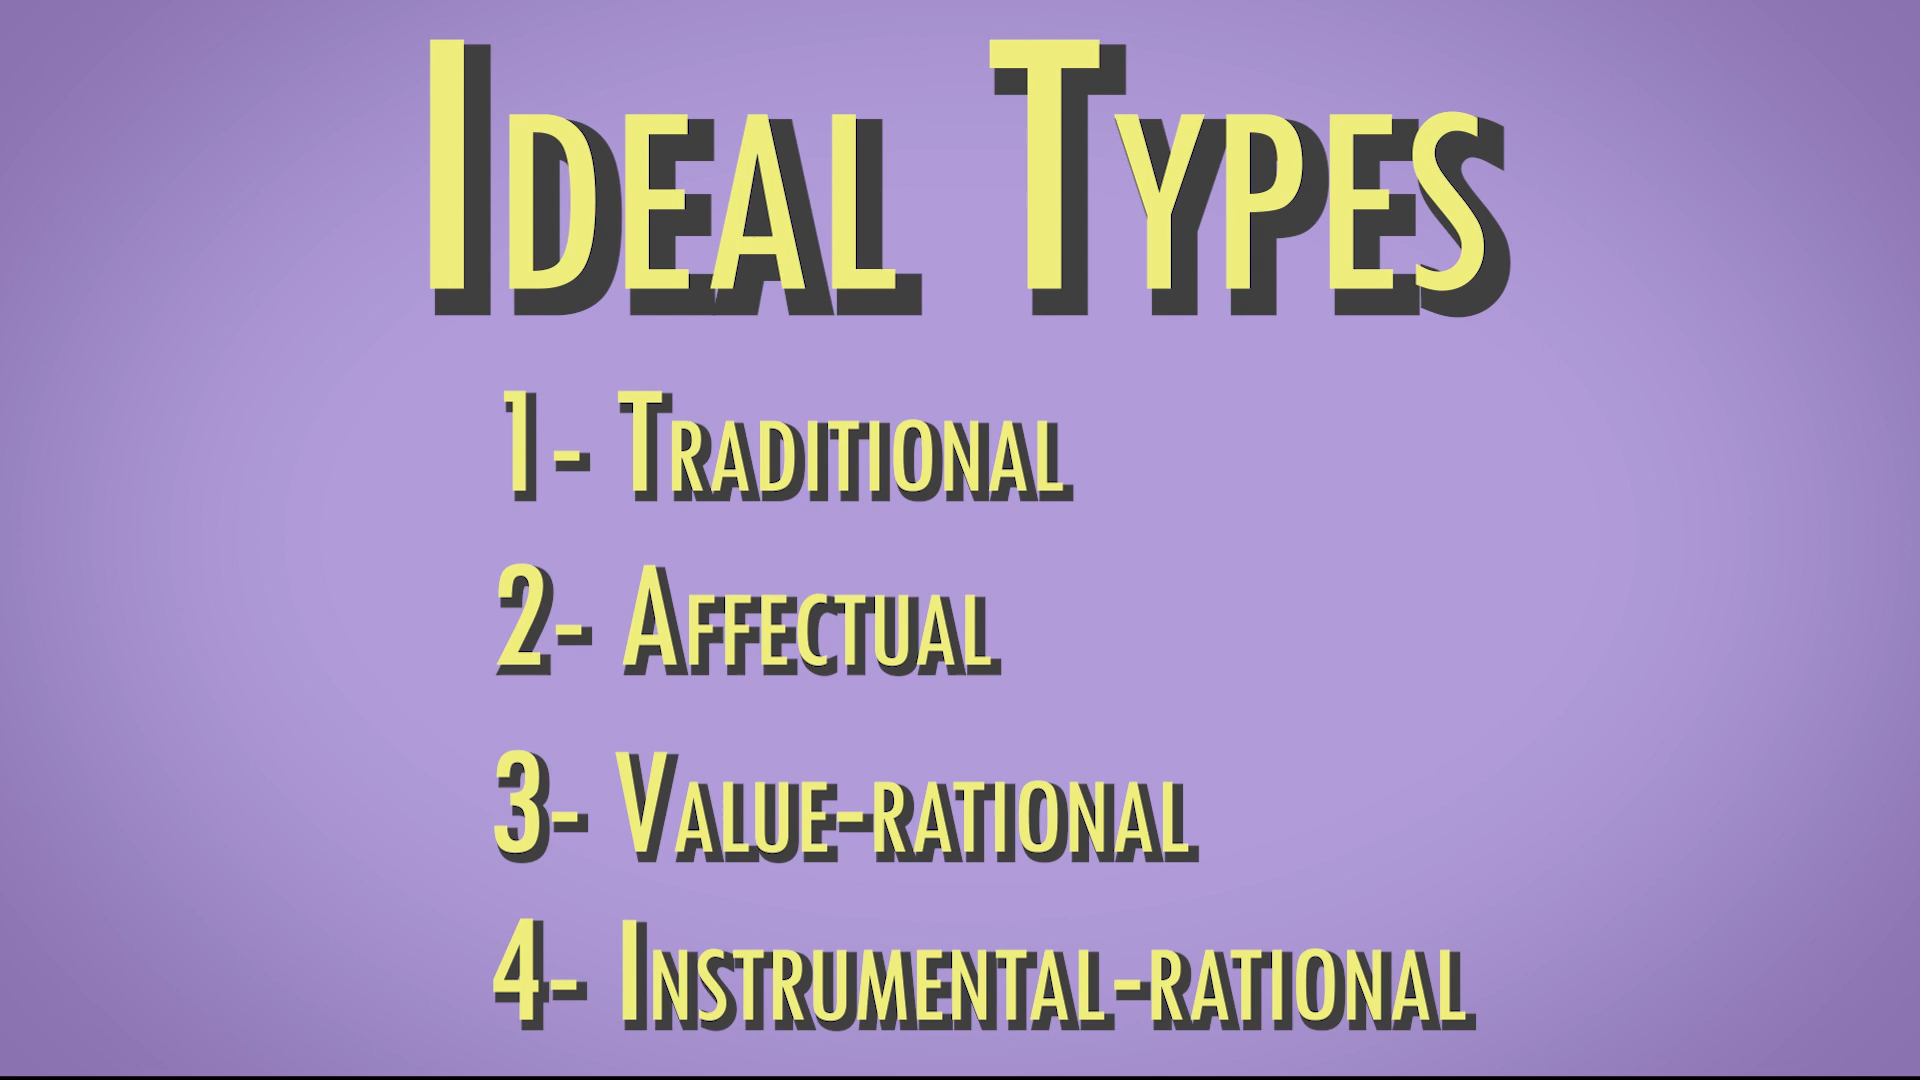 Ideal Types
1- Traditional
2- Affectual
3- Value-rational
4- Instrumental-rational